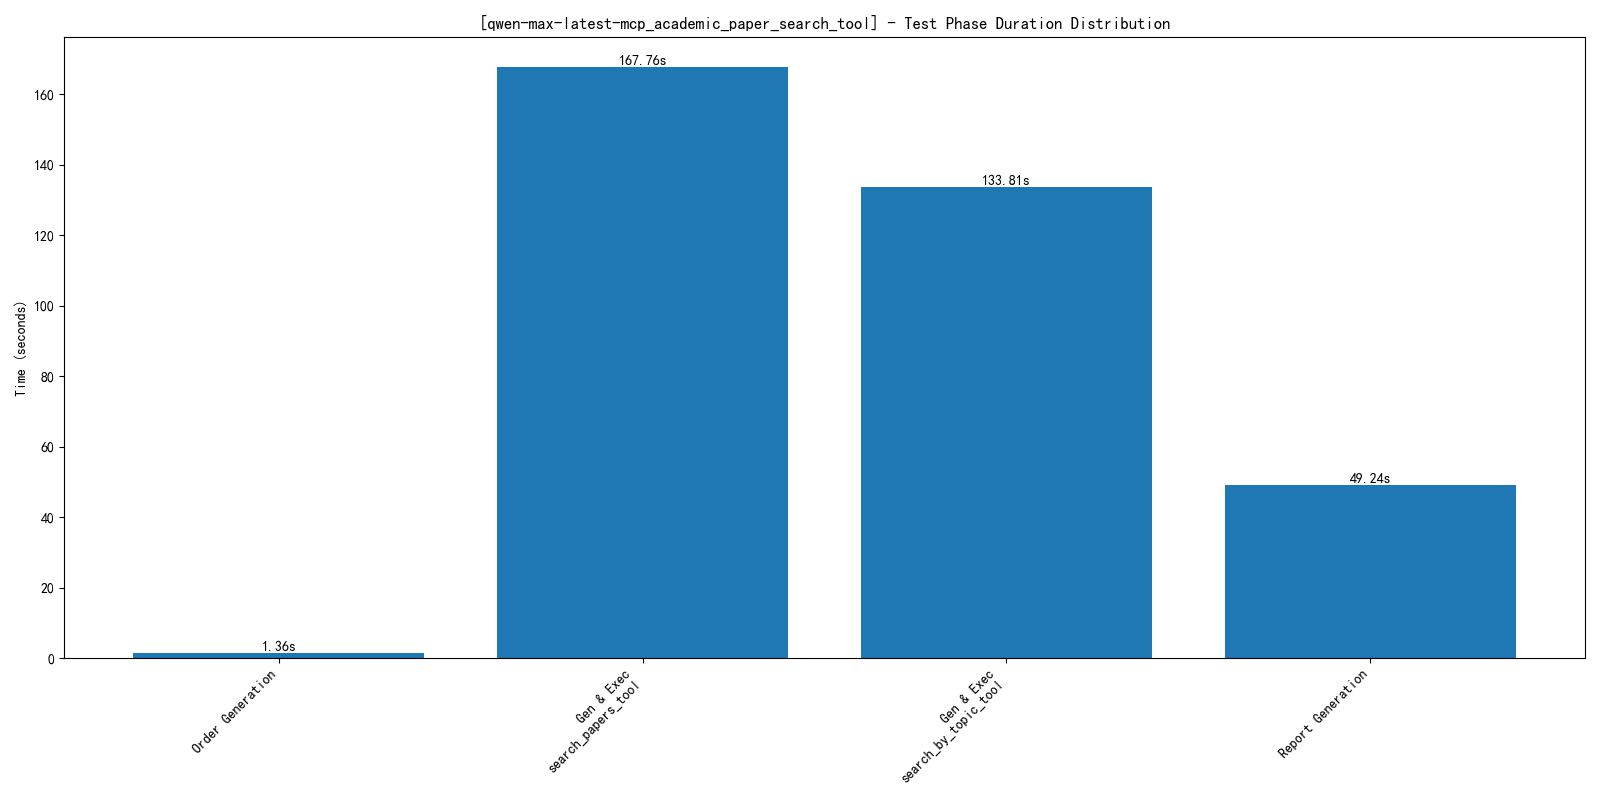 [qwen-max-latest-mcp_academic_paper_search_tool] - Test Phase Duration Distribution
Time (seconds)
160
140
120
100
80
60
40
20
0
1.36s
167.76s
133.81s
49.24s
Order Generation
Gen & Exec
search_papers_tool
Gen & Exec
search_by_topic_tool
Report Generation